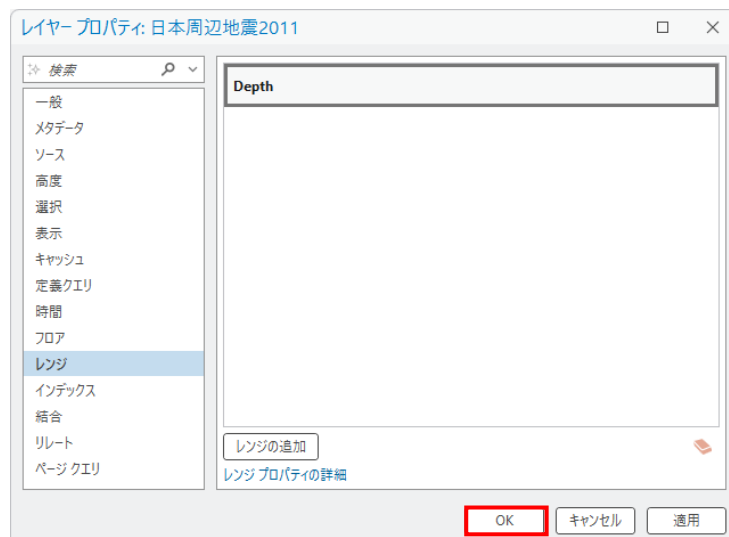 レイヤー プロパティ: 日本周辺地震2011
検索
一般
メタデータ
ソース
高度
選択
表示
キャッシュ
定義クエリ
時間
フロア
レンジ
インデックス
結合
リレート
ページ クエリ
Depth
レンジの追加
レンジ プロパティの詳細
OK
キャンセル
適用